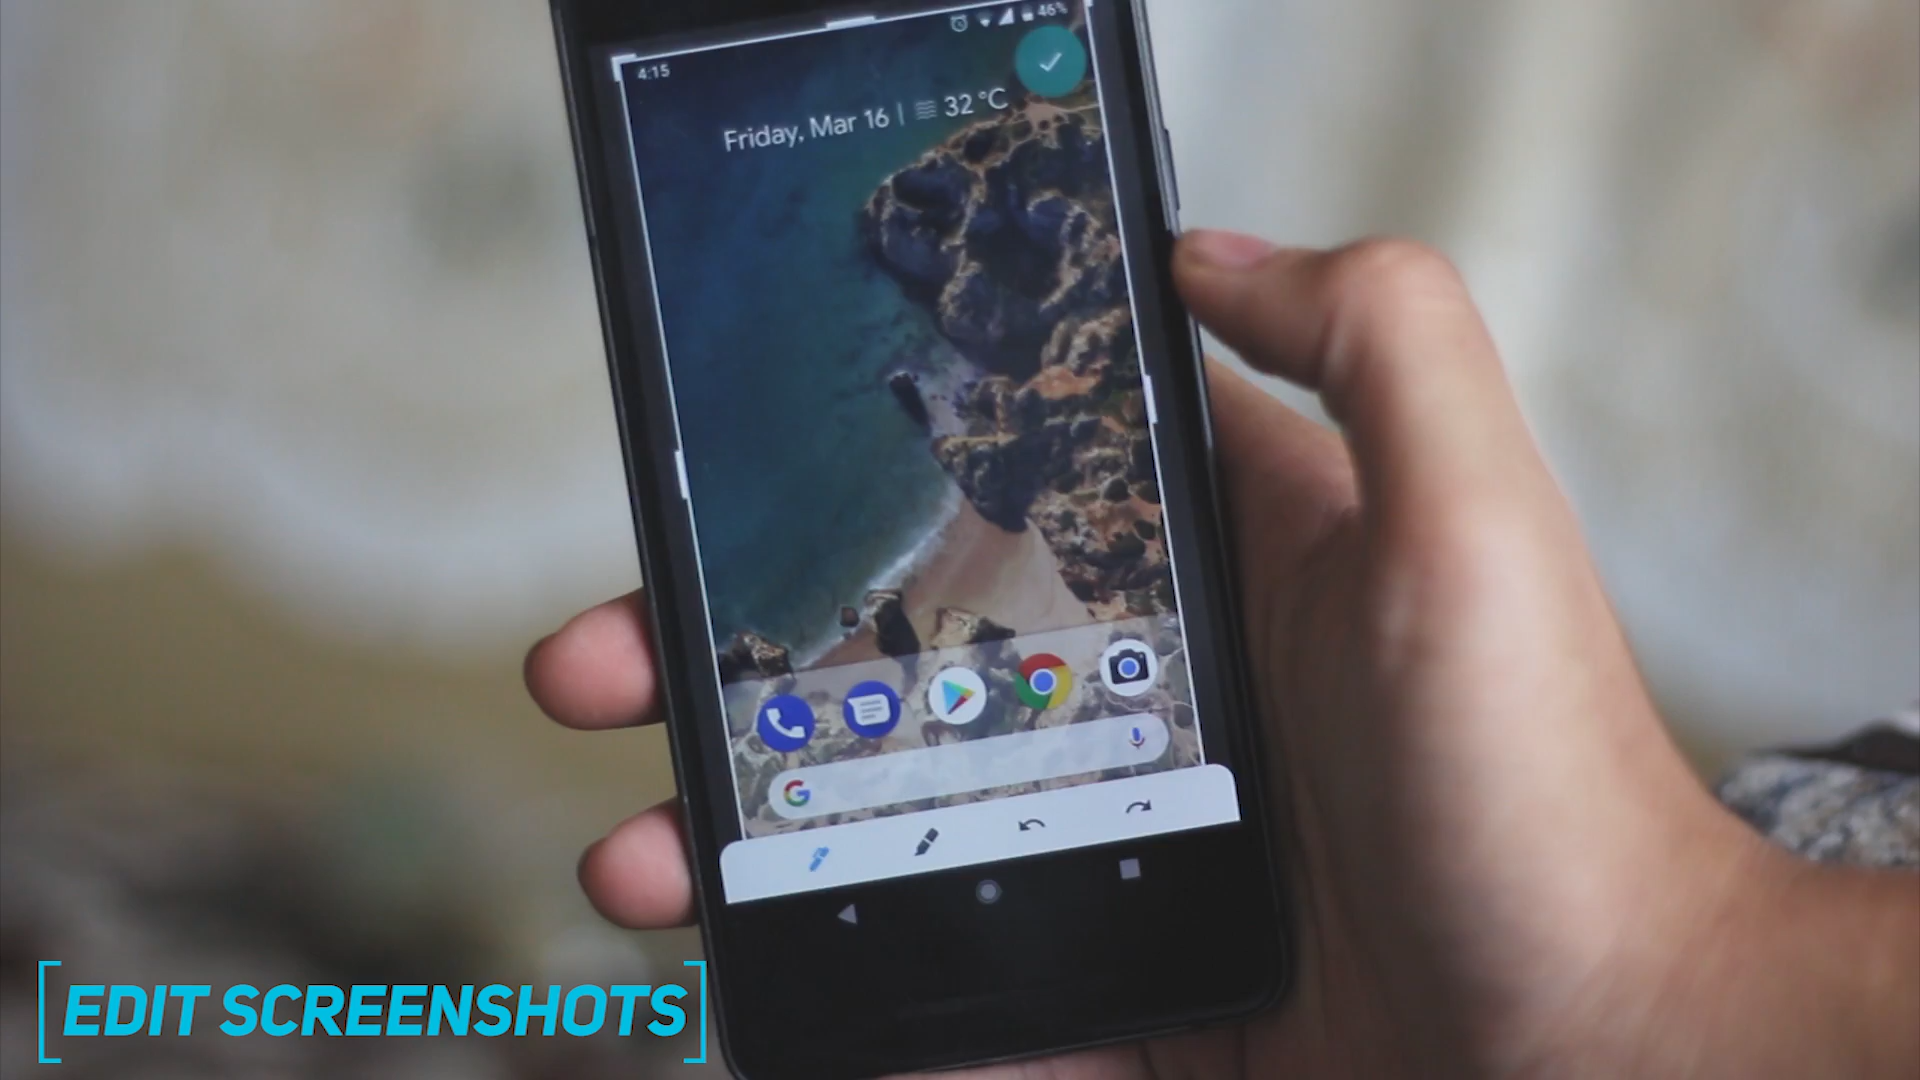 46%
4:15
Friday, Mar 16 | 32 °C
G
[EDIT SCREENSHOTS]